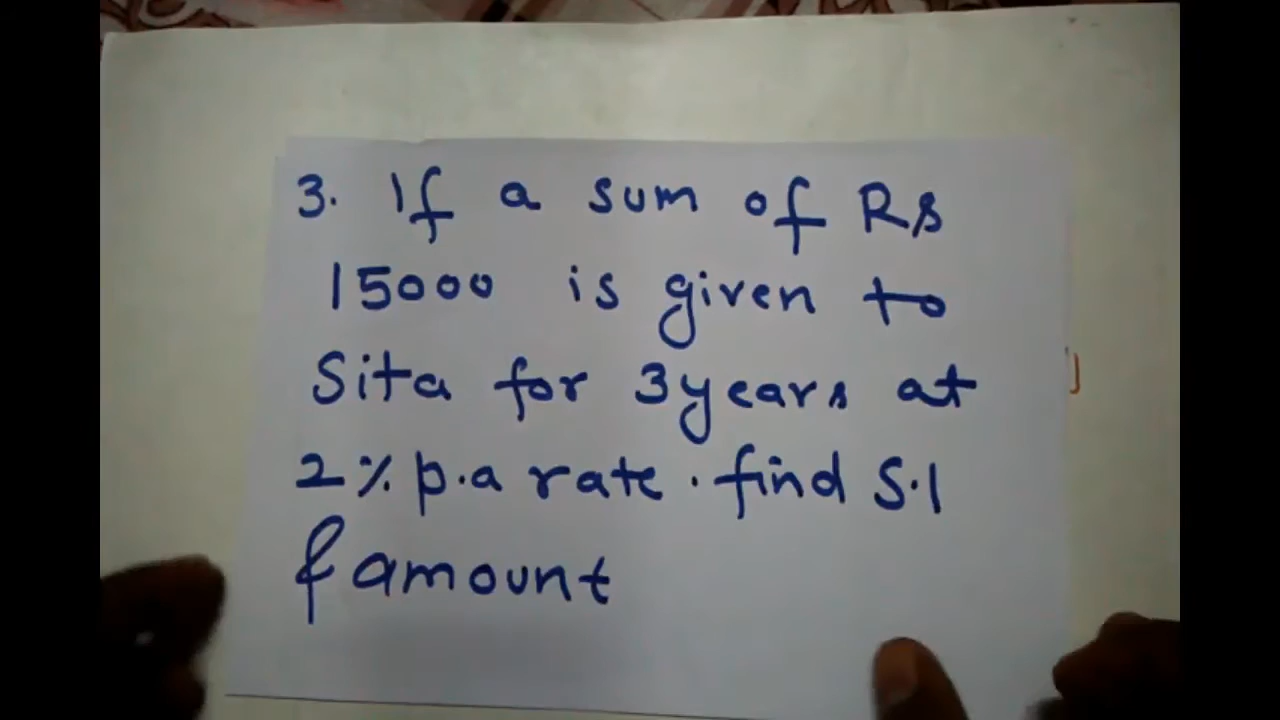 3. If a sum of Rs
15000 is given to
Sita for 3years at
2% p.a rate. find S.I
& amount